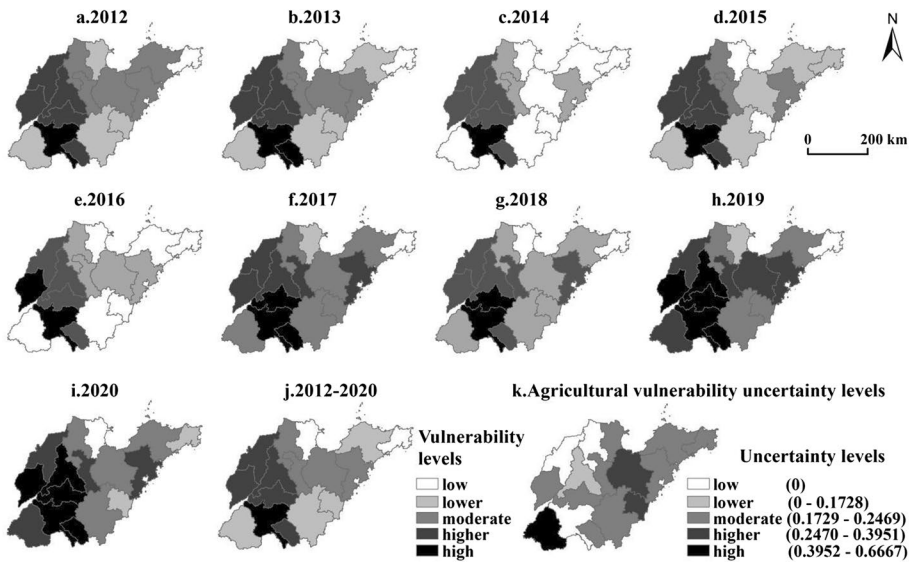 a.2012
b.2013
c.2014
d.2015
N
0 200 km
e.2016
f.2017
g.2018
h.2019
i.2020
j.2012-2020
k.Agricultural vulnerability uncertainty levels
Vulnerability
levels
low
lower
moderate
higher
high
Uncertainty levels
low (0)
lower (0 - 0.1728)
moderate (0.1729 - 0.2469)
higher (0.2470 - 0.3951)
high (0.3952 - 0.6667)